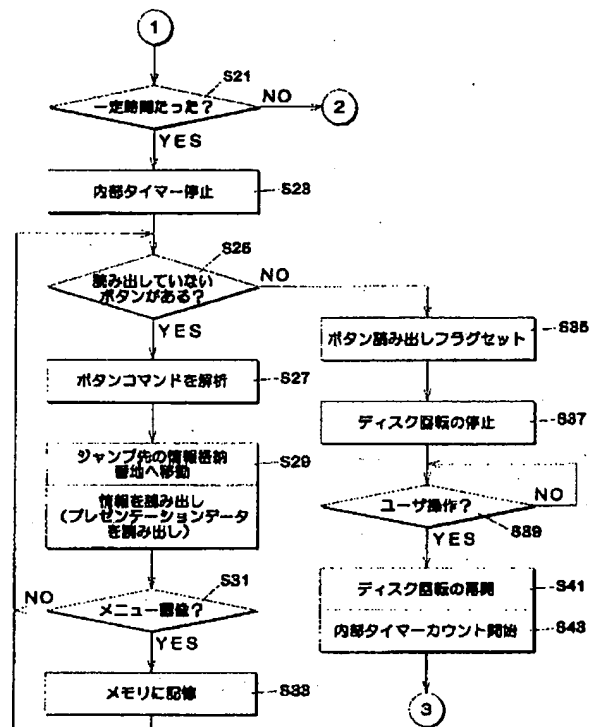 1
S21
一定時間たった？
NO
2
YES
内部タイマー停止
S23
S25
読み出していない
ボタンがある？
NO
YES
ボタン読み出しフラグセット
S35
ボタンコマンドを解析
S27
ディスク回転の停止
S37
ジャンプ先の情報格納
番地へ移動
S29
情報を読み出し
（プレゼンテーションデータ
を読み出し）
ユーザ操作？
NO
S39
YES
S31
NO
メニュー画像？
YES
ディスク回転の再開
S41
内部タイマーカウント開始
S43
メモリに記憶
S33
3